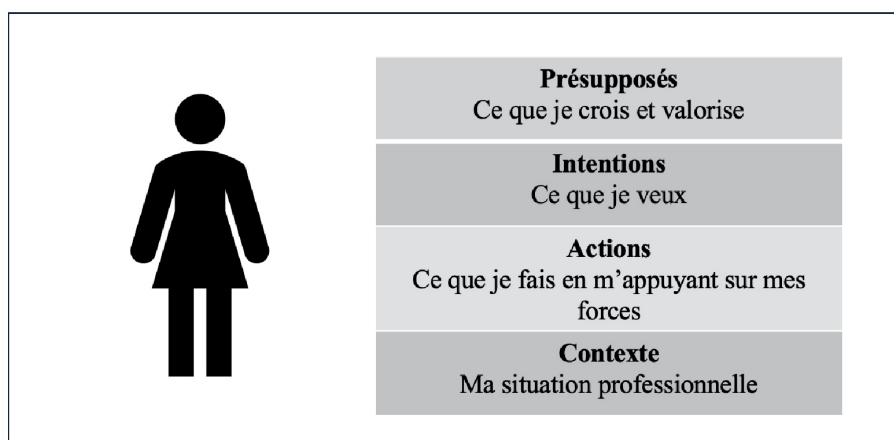 Présupposés
Ce que je crois et valorise
Intentions
Ce que je veux
Actions
Ce que je fais en m’appuyant sur mes
forces
Contexte
Ma situation professionnelle